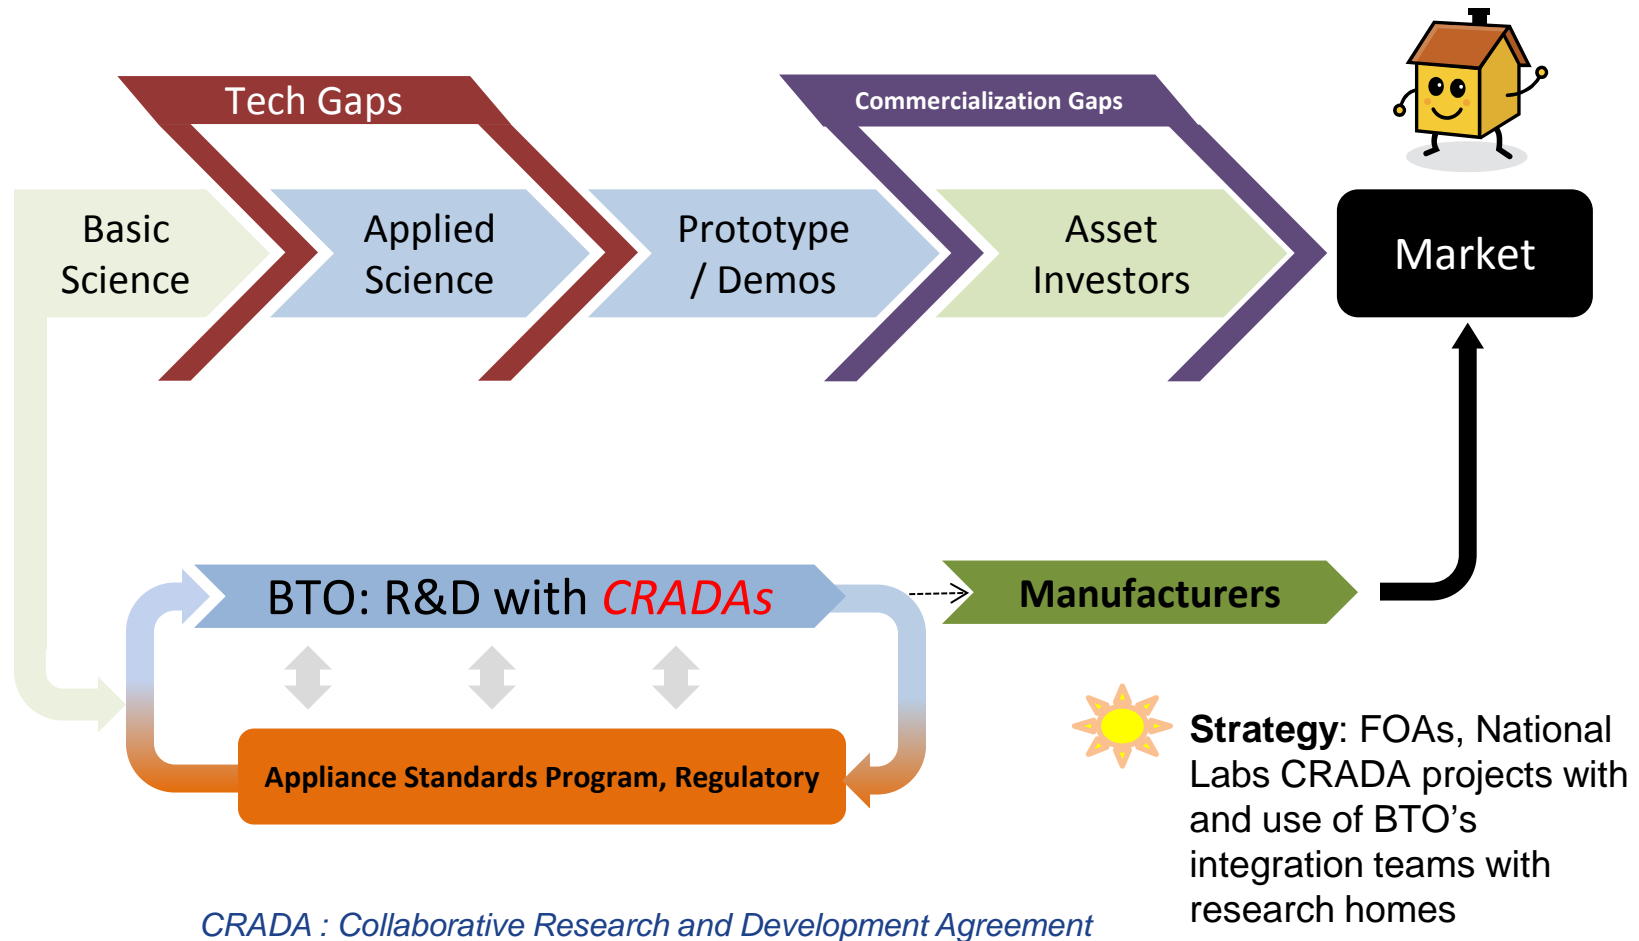 Tech Gaps
Commercialization Gaps
Basic
Science
Applied
Science
Prototype
/ Demos
Asset
Investors
Market
BTO: R&D with CRADAs
Manufacturers
Appliance Standards Program, Regulatory
Strategy: FOAs, National
Labs CRADA projects with
and use of BTO’s
integration teams with
research homes
CRADA : Collaborative Research and Development Agreement